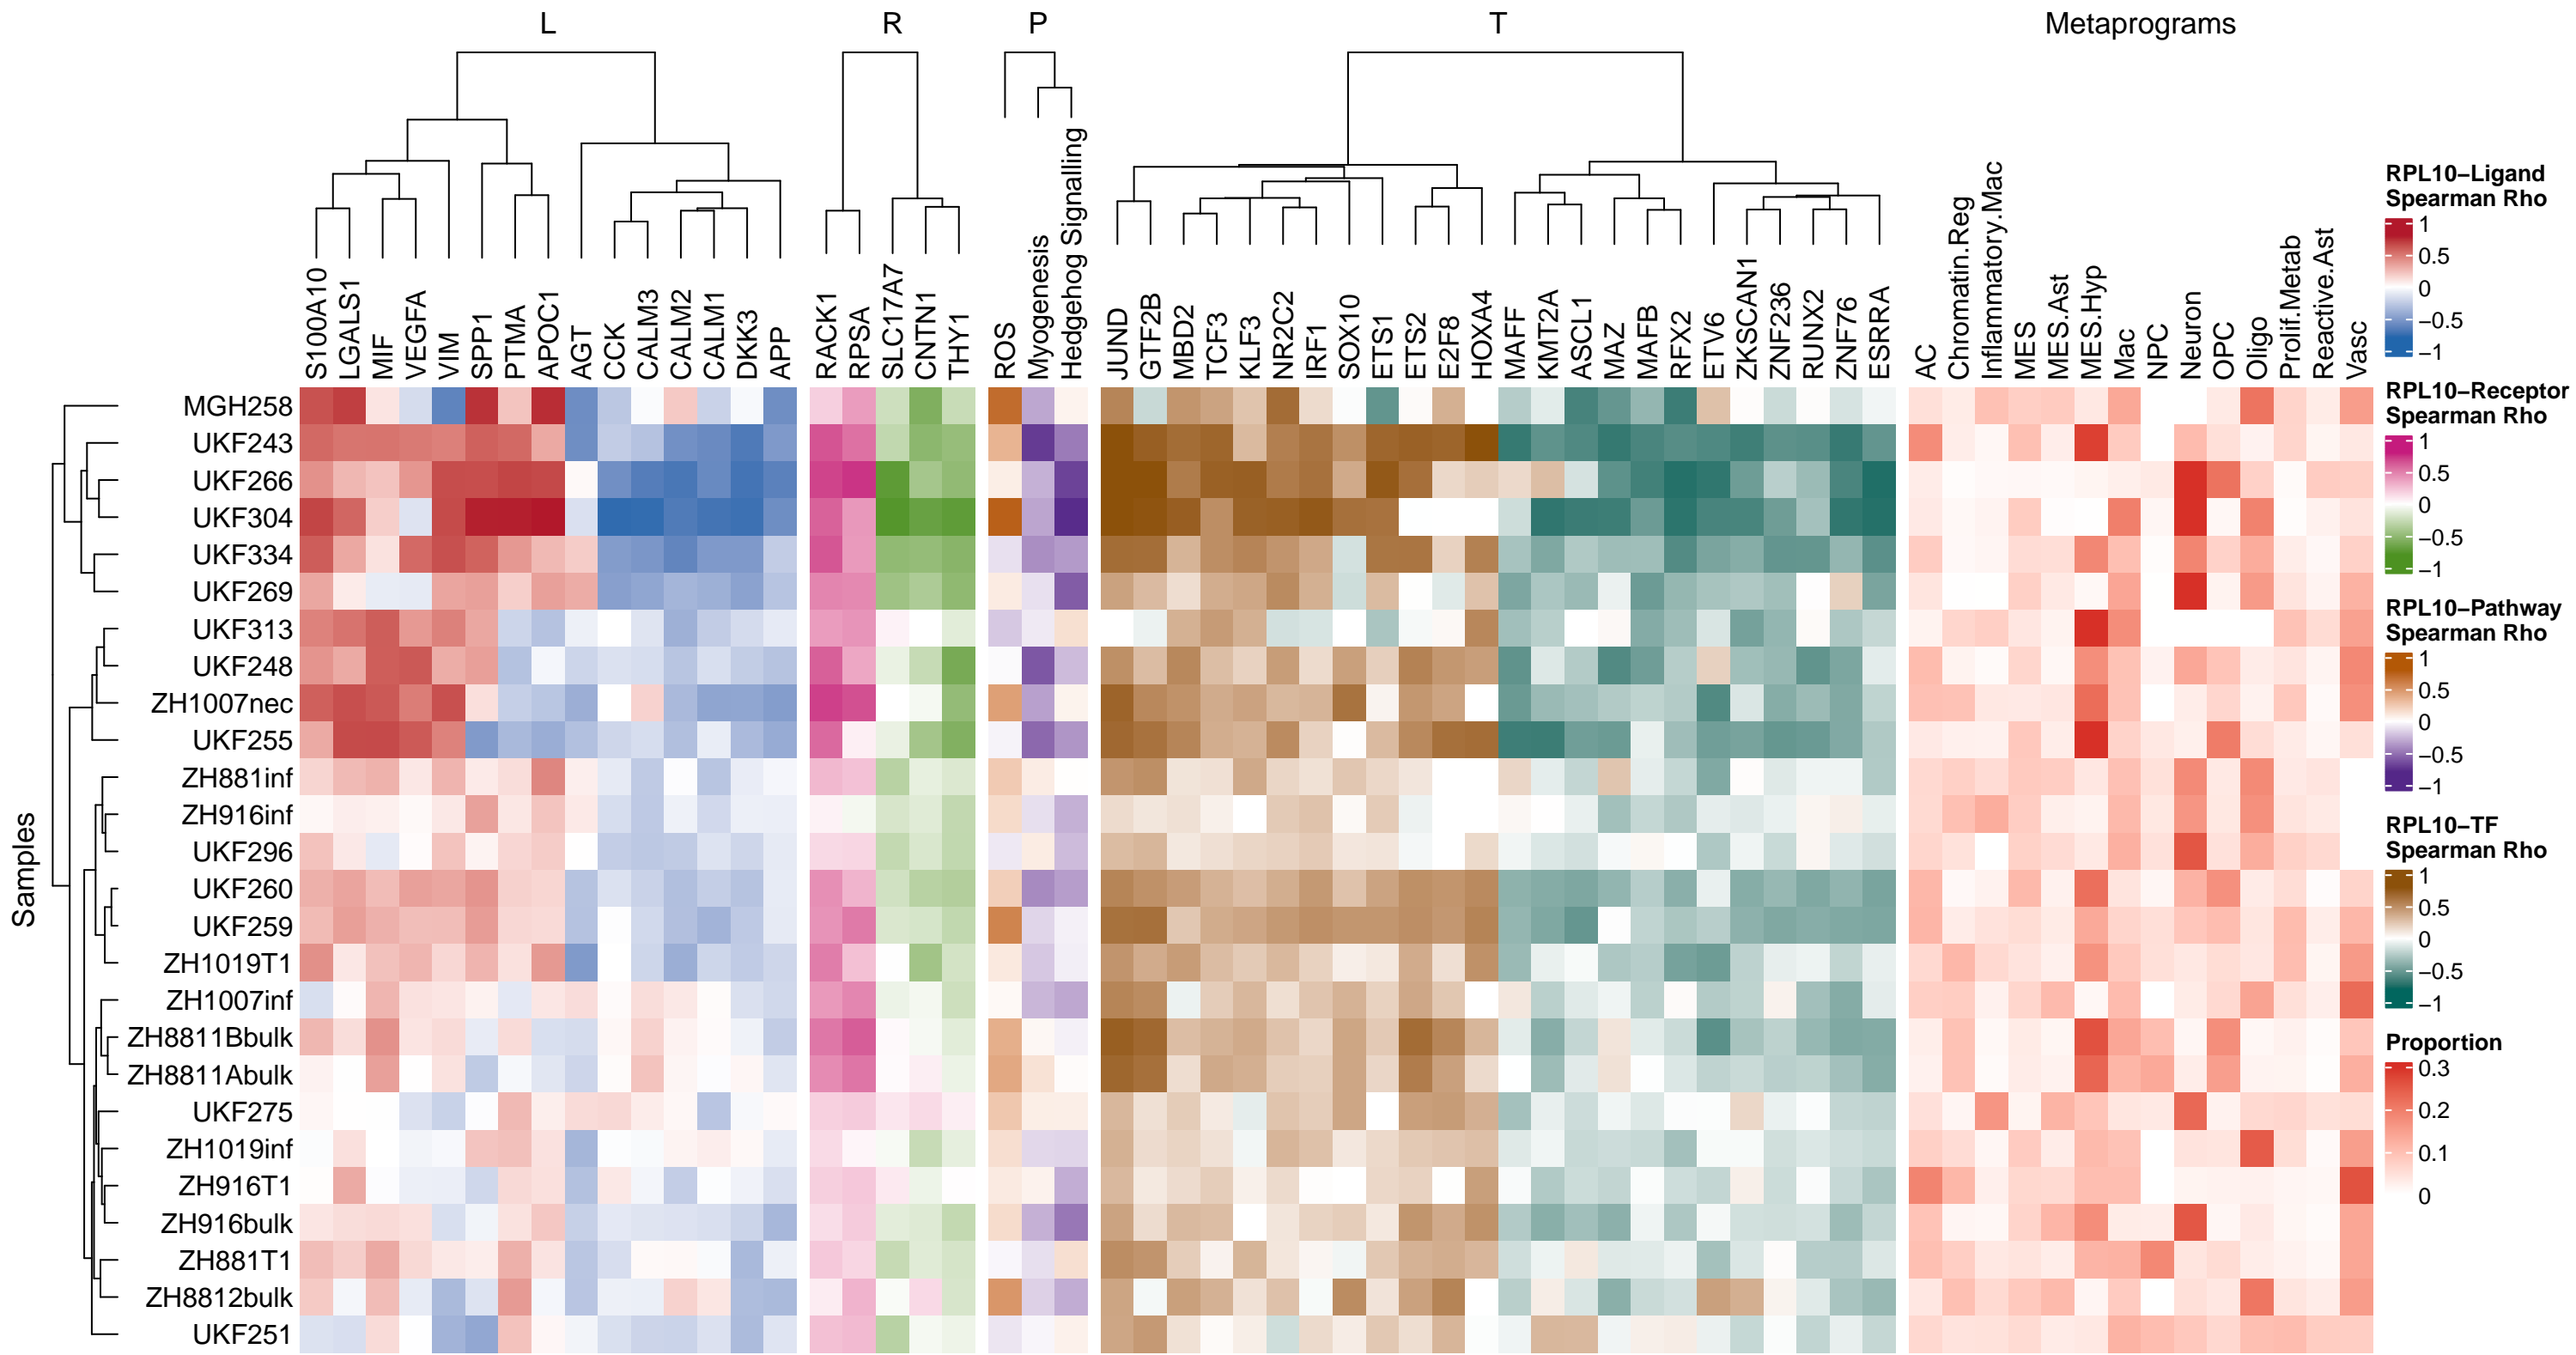 L R P T Metaprograms
S100A10 LGALS1 MIF VEGFA VIM SPP1 PTMA APOC1 AGT CCK CALM3 CALM2 CALM1 DKK3 APP
RACK1 RPSA SLC17A7 CNTN1 THY1
ROS Myogenesis Hedgehog Signalling
JUND GTF2B MBD2 TCF3 KLF3 NR2C2 IRF1 SOX10 ETS1 ETS2 E2F8 HOXA4 MAFF KMT2A ASCL1 MAZ MAFB RFX2 ETV6 ZKSCAN1 ZNF236 RUNX2 ZNF76 ESRRA
AC Chromatin.Reg Inflammatory.Mac MES MES.Ast MES.Hyp Mac NPC Neuron OPC Oligo Prolif.Metab Reactive.Ast Vasc
Samples
MGH258
UKF243
UKF266
UKF304
UKF334
UKF269
UKF313
UKF248
ZH1007nec
UKF255
ZH881inf
ZH916inf
UKF296
UKF260
UKF259
ZH1019T1
ZH1007inf
ZH8811Bbulk
ZH8811Abulk
UKF275
ZH1019inf
ZH916T1
ZH916bulk
ZH881T1
ZH8812bulk
UKF251
RPL10−Ligand
Spearman Rho
1
0.5
0
−0.5
−1
RPL10−Receptor
Spearman Rho
1
0.5
0
−0.5
−1
RPL10−Pathway
Spearman Rho
1
0.5
0
−0.5
−1
RPL10−TF
Spearman Rho
1
0.5
0
−0.5
−1
Proportion
0.3
0.2
0.1
0